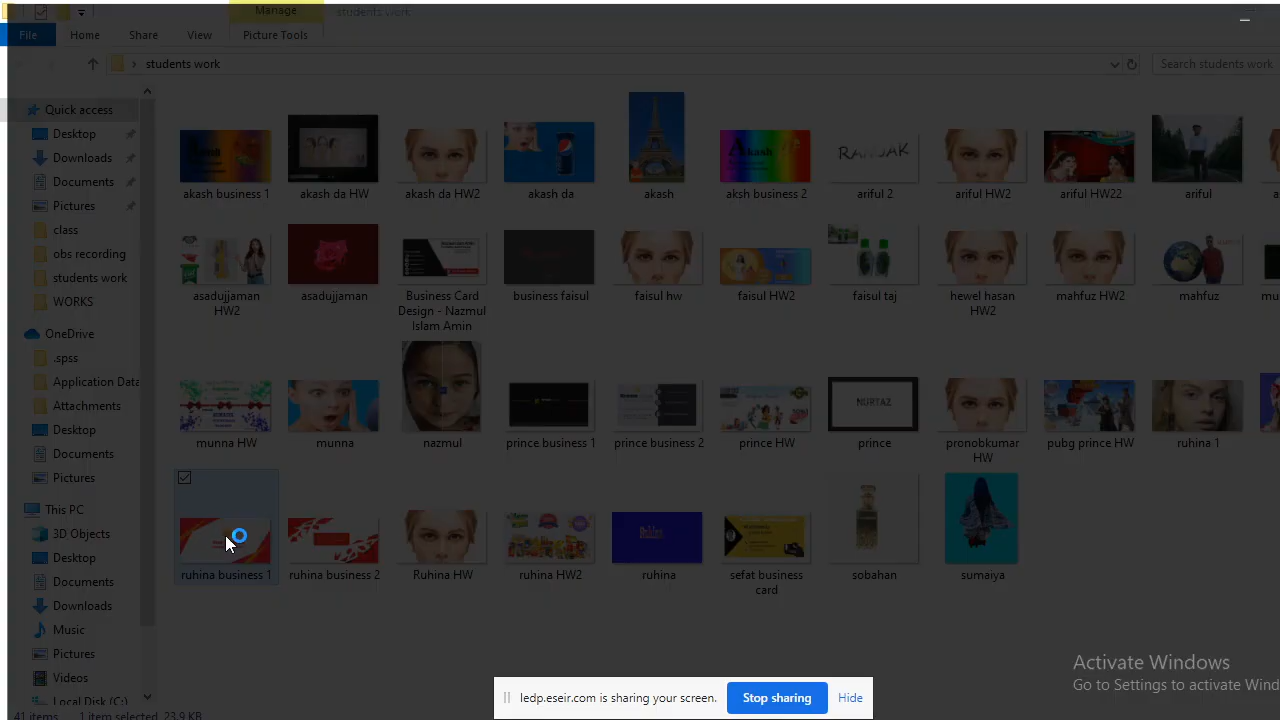 Manage
students work
File
Home
Share
View
Picture Tools
students work
Search students work
Quick access
Desktop
Downloads
Documents
Pictures
class
obs recording
students work
WORKS
OneDrive
.spss
Application Data
Attachments
Desktop
Documents
Pictures
This PC
3D Objects
Desktop
Documents
Downloads
Music
Pictures
Videos
Local Disk (C:)
akash business 1
akash da HW
akash da HW2
akash da
akash
aksh business 2
ariful 2
ariful HW2
ariful HW22
ariful
asadujjaman
HW2
asadujjaman
Business Card
Design - Nazmul
Islam Amin
business faisul
faisul hw
faisul HW2
faisul taj
hewel hasan
HW2
mahfuz HW2
mahfuz
munna HW
munna
nazmul
prince business 1
prince business 2
prince HW
NURTAZ
prince
pronobkumar
HW
pubg prince HW
ruhina 1
ruhina business 1
ruhina business 2
Ruhina HW
ruhina HW2
ruhina
sefat business
card
sobahan
sumaiya
Activate Windows
Go to Settings to activate Wind
ledp.eseir.com is sharing your screen.
Stop sharing
Hide
41 items
1 item selected
23.9 KB